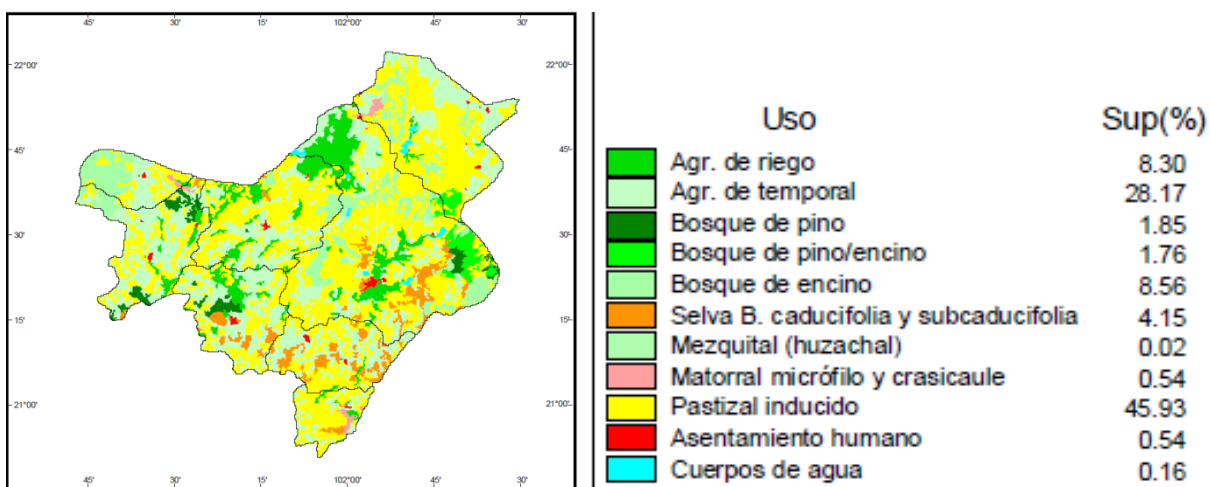 45' 30' 15' 102°00' 45' 30'
22°00' 22°00'
45' 45'
30' 30'
15' 15'
21°00' 21°00'
45' 30' 15' 102°00' 45' 30'
Uso Sup(%)
Agr. de riego 8.30
Agr. de temporal 28.17
Bosque de pino 1.85
Bosque de pino/encino 1.76
Bosque de encino 8.56
Selva B. caducifolia y subcaducifolia 4.15
Mezquital (huzachal) 0.02
Matorral micrófilo y crasicaule 0.54
Pastizal inducido 45.93
Asentamiento humano 0.54
Cuerpos de agua 0.16